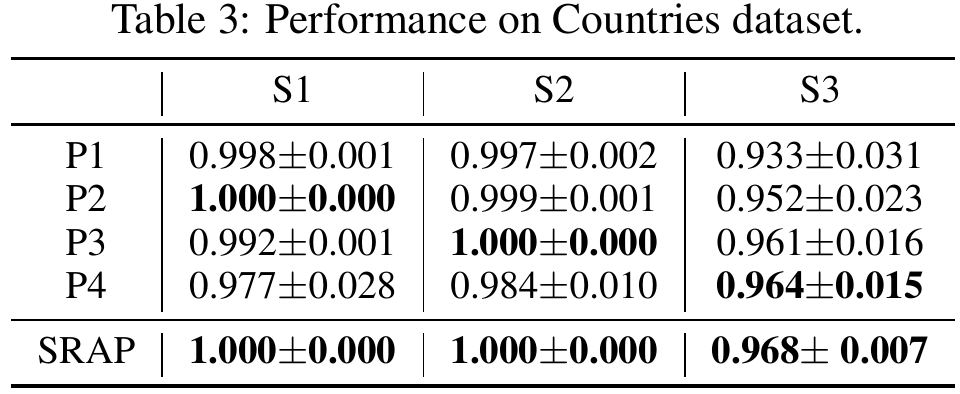 Table 3: Performance on Countries dataset.
S1 S2 S3
P1 0.998±0.001 0.997±0.002 0.933±0.031
P2 1.000±0.000 0.999±0.001 0.952±0.023
P3 0.992±0.001 1.000±0.000 0.961±0.016
P4 0.977±0.028 0.984±0.010 0.964±0.015
SRAP 1.000±0.000 1.000±0.000 0.968± 0.007